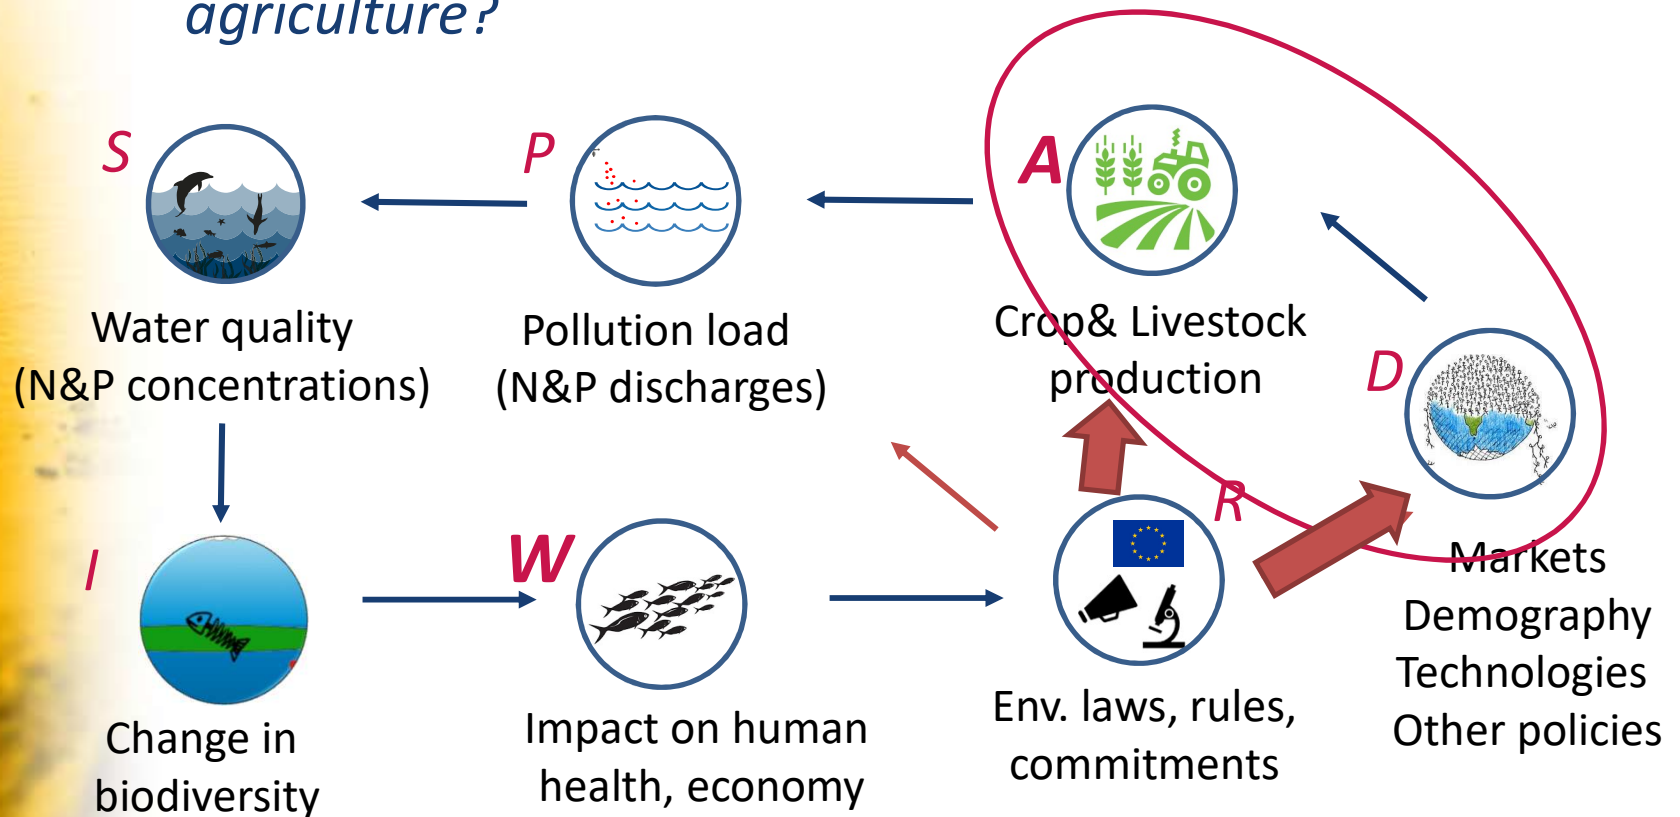 agriculture?
S
P
A
Water quality
(N&P concentrations)
Pollution load
(N&P discharges)
Crop& Livestock
production
D
I
W
R
Markets
Demography
Technologies
Other policies
Change in
biodiversity
Impact on human
health, economy
Env. laws, rules,
commitments